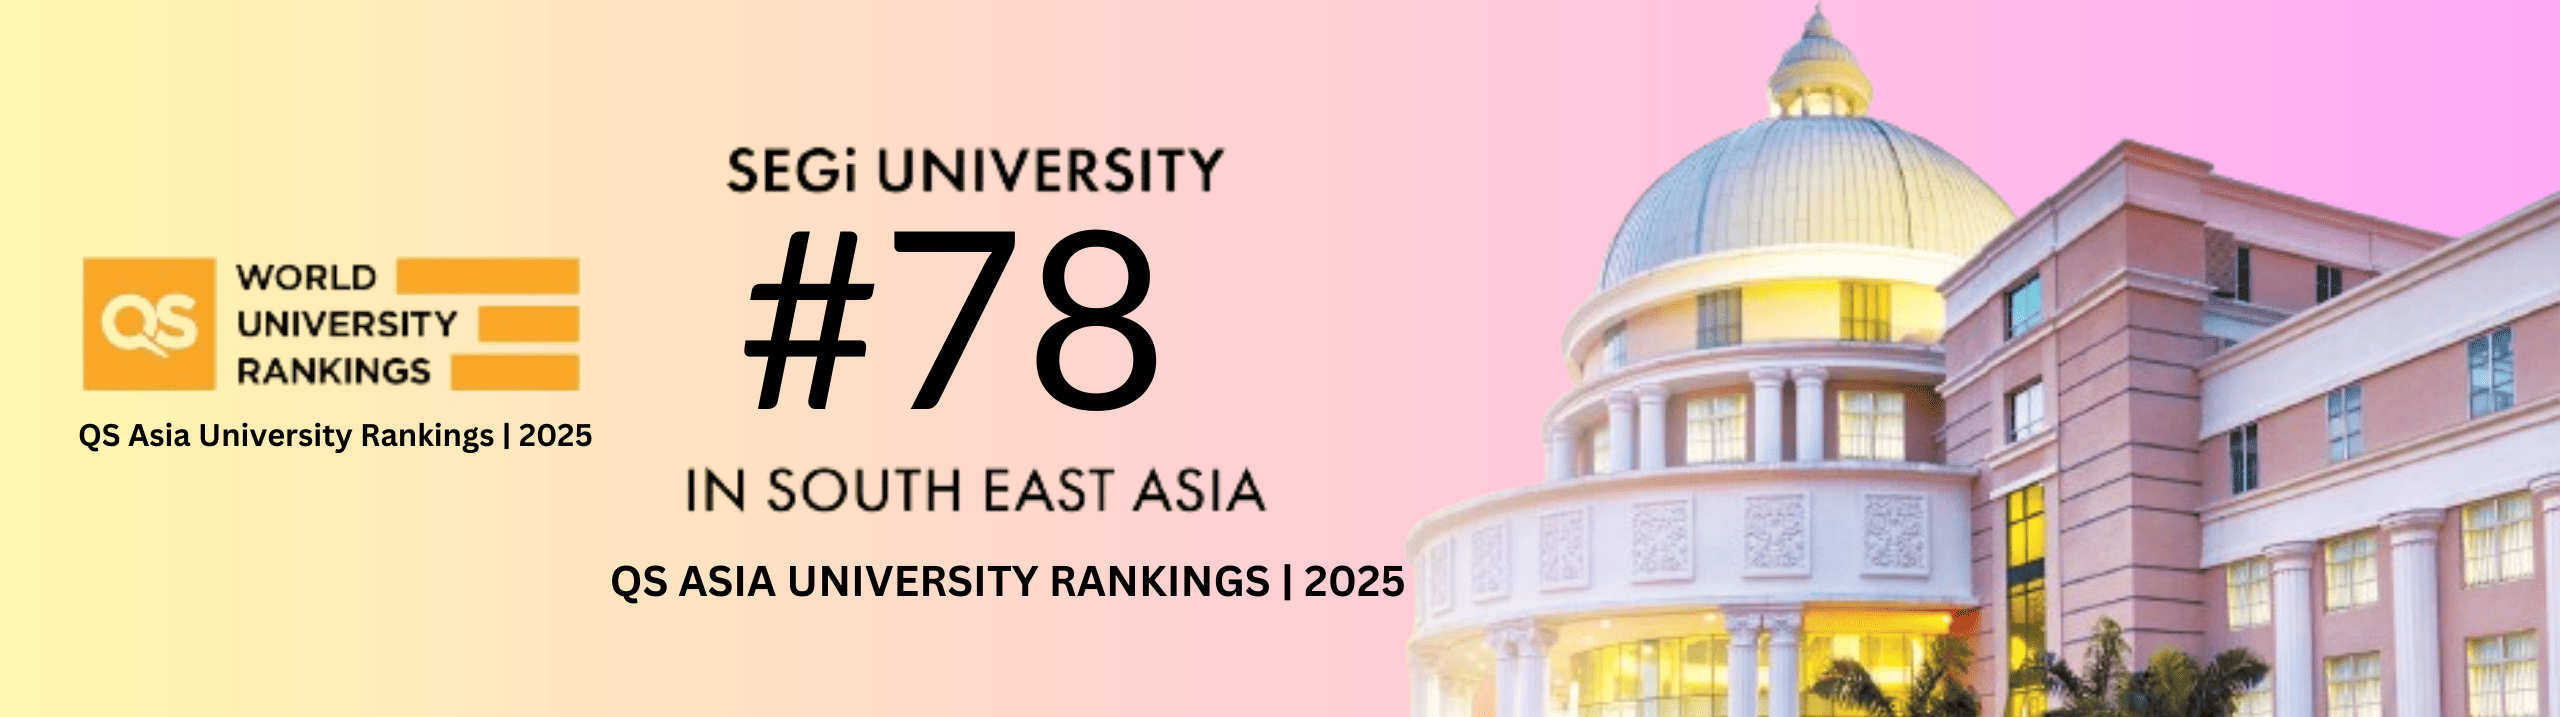 QS
WORLD
UNIVERSITY
RANKINGS
QS Asia University Rankings | 2025
SEGi UNIVERSITY
#78
IN SOUTH EAST ASIA
QS ASIA UNIVERSITY RANKINGS | 2025